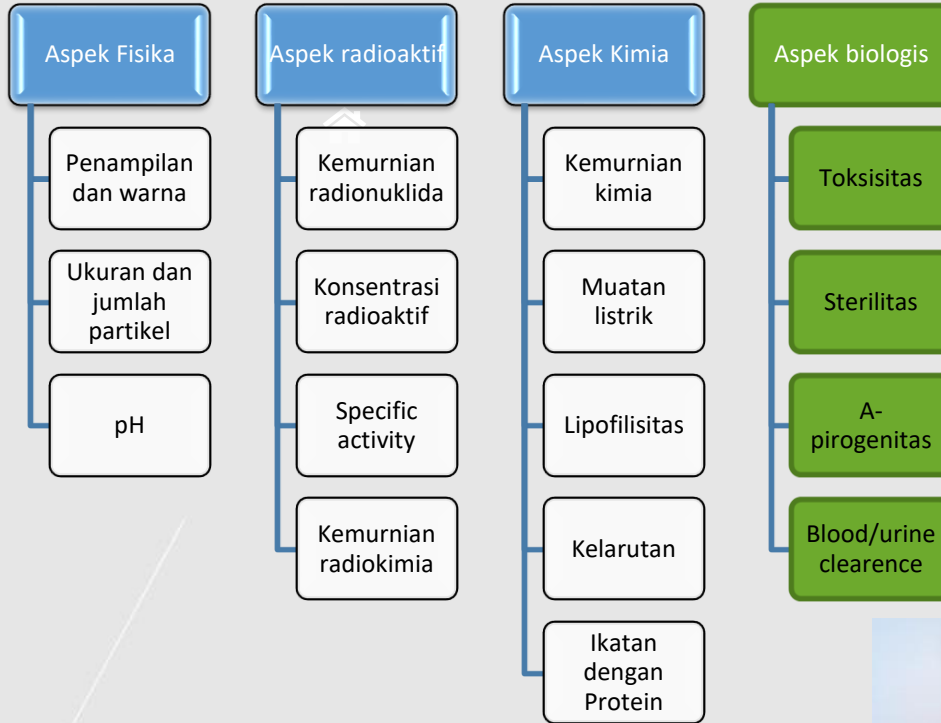 Aspek Fisika
Penampilan
dan warna
Ukuran dan
jumlah
partikel
pH
Aspek radioaktif
Kemurnian
radionuklida
Konsentrasi
radioaktif
Specific
activity
Kemurnian
radiokimia
Aspek Kimia
Kemurnian
kimia
Muatan
listrik
Lipofilisitas
Kelarutan
Ikatan
dengan
Protein
Aspek biologis
Toksisitas
Sterilitas
A-
pirogenitas
Blood/urine
clearence